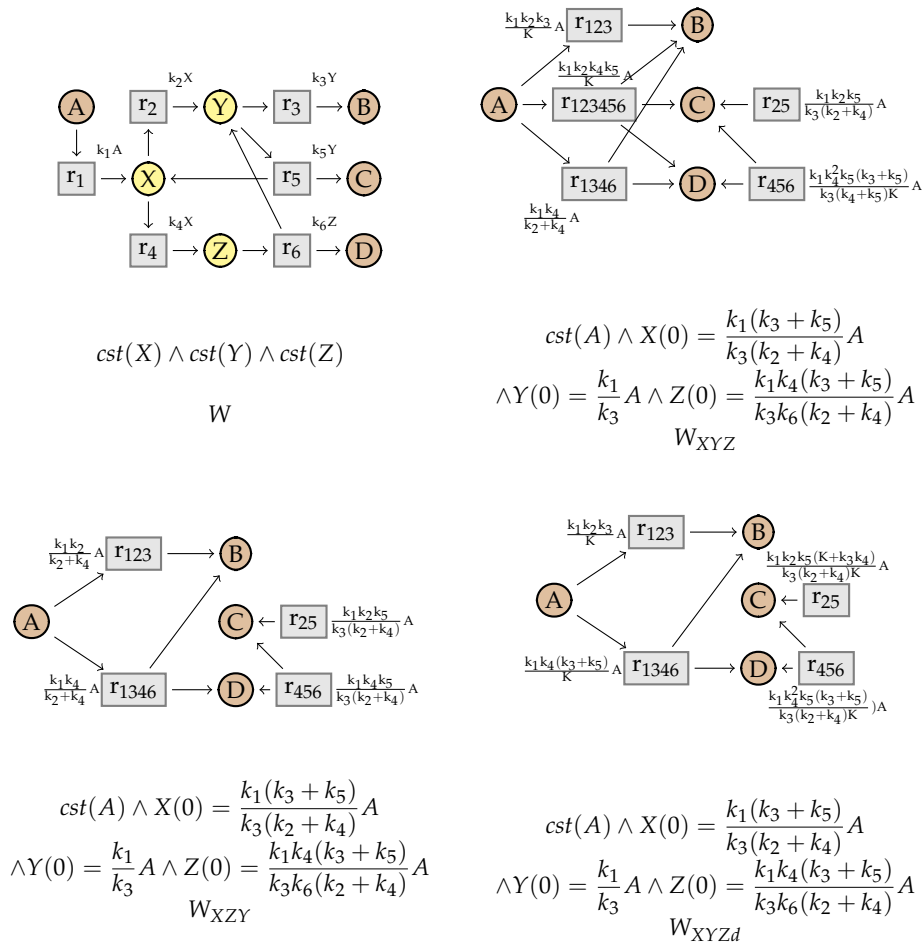 k₂X k₃Y
A r₂ Y r₃ B
k₁A k₅Y
r₁ X r₅ C
k₄X k₆Z
r₄ Z r₆ D
cst(X) ∧ cst(Y) ∧ cst(Z)
W
k₁k₂k₃/K A r₁₂₃ B
k₁k₂k₄k₅/K A
A r₁₂₃₄₅₆ C r₂₅ k₁k₂k₅/k₃(k₂+k₄) A
r₁₃₄₆ D r₄₅₆ k₁k₄²k₅(k₃+k₅)/k₃(k₄+k₅)K A
k₁k₄/k₂+k₄ A
cst(A) ∧ X(0) = k₁(k₃ + k₅)/k₃(k₂ + k₄) A
∧Y(0) = k₁/k₃ A ∧ Z(0) = k₁k₄(k₃ + k₅)/k₃k₆(k₂ + k₄) A
W_XYZ
k₁k₂/k₂+k₄ A r₁₂₃ B
A C r₂₅ k₁k₂k₅/k₃(k₂+k₄) A
k₁k₄/k₂+k₄ A r₁₃₄₆ D r₄₅₆ k₁k₄k₅/k₃(k₂+k₄) A
cst(A) ∧ X(0) = k₁(k₃ + k₅)/k₃(k₂ + k₄) A
∧Y(0) = k₁/k₃ A ∧ Z(0) = k₁k₄(k₃ + k₅)/k₃k₆(k₂ + k₄) A
W_XZY
k₁k₂k₃/K A r₁₂₃ B
k₁k₂k₅(K+k₃k₄)/k₃(k₂+k₄)K A
A C r₂₅
k₁k₄(k₃+k₅)/K A r₁₃₄₆ D r₄₅₆
k₁k₄²k₅(k₃+k₅)/k₃(k₂+k₄)K )A
cst(A) ∧ X(0) = k₁(k₃ + k₅)/k₃(k₂ + k₄) A
∧Y(0) = k₁/k₃ A ∧ Z(0) = k₁k₄(k₃ + k₅)/k₃k₆(k₂ + k₄) A
W_XYZd